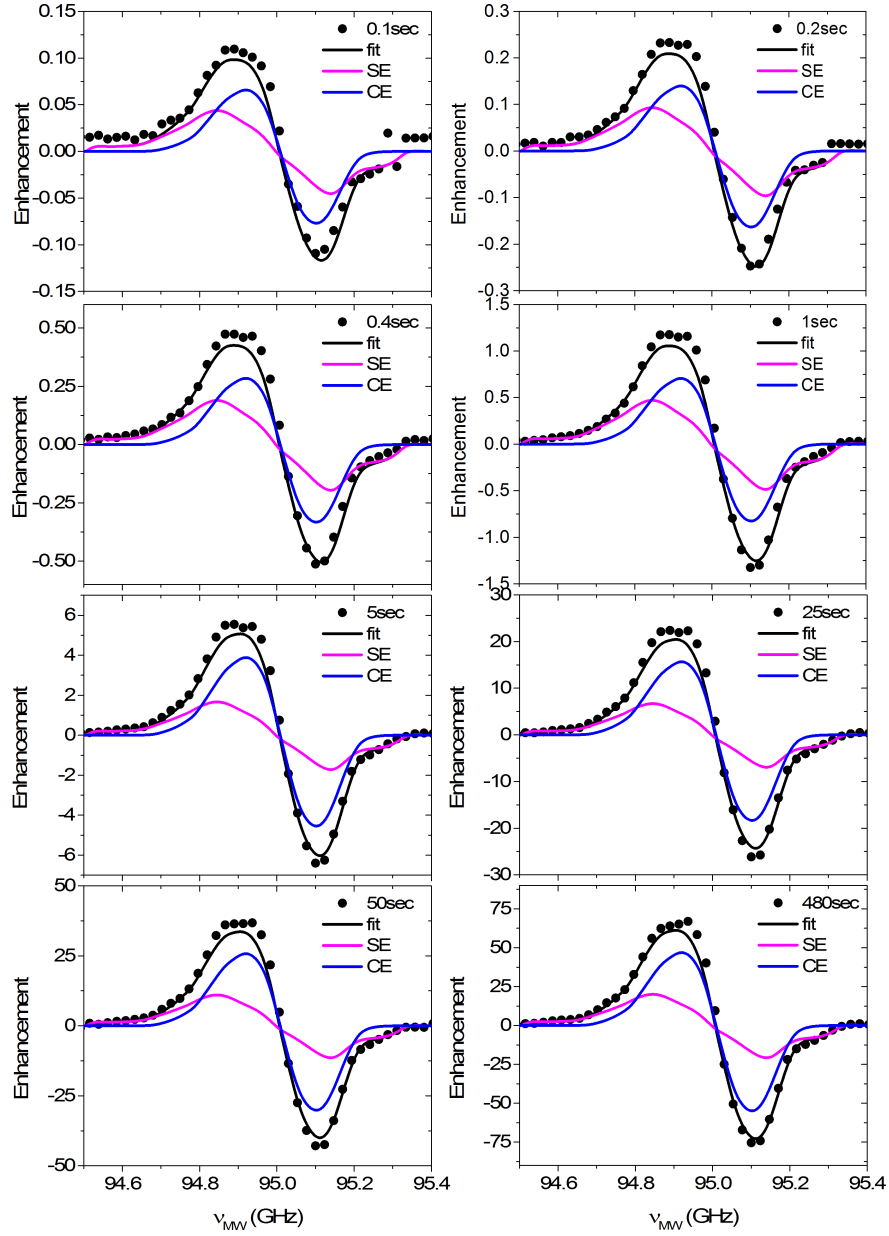 0.1sec
fit
SE
CE
0.15
0.10
0.05
0.00
-0.05
-0.10
-0.15
Enhancement
0.2sec
fit
SE
CE
0.3
0.2
0.1
0.0
-0.1
-0.2
-0.3
Enhancement
0.4sec
fit
SE
CE
0.50
0.25
0.00
-0.25
-0.50
Enhancement
1sec
fit
SE
CE
1.5
1.0
0.5
0.0
-0.5
-1.0
-1.5
Enhancement
5sec
fit
SE
CE
6
4
2
0
-2
-4
-6
Enhancement
25sec
fit
SE
CE
30
20
10
0
-10
-20
-30
Enhancement
50sec
fit
SE
CE
50
25
0
-25
-50
Enhancement
94.6 94.8 95.0 95.2 95.4
νMW (GHz)
480sec
fit
SE
CE
75
50
25
0
-25
-50
-75
Enhancement
94.6 94.8 95.0 95.2 95.4
νMW (GHz)